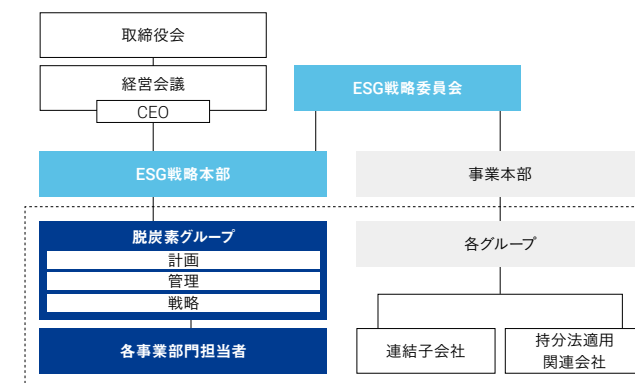 取締役会
経営会議
CEO
ESG戦略委員会
ESG戦略本部
事業本部
脱炭素グループ
計画
管理
戦略
各グループ
各事業部門担当者
連結子会社
持分法適用
関連会社